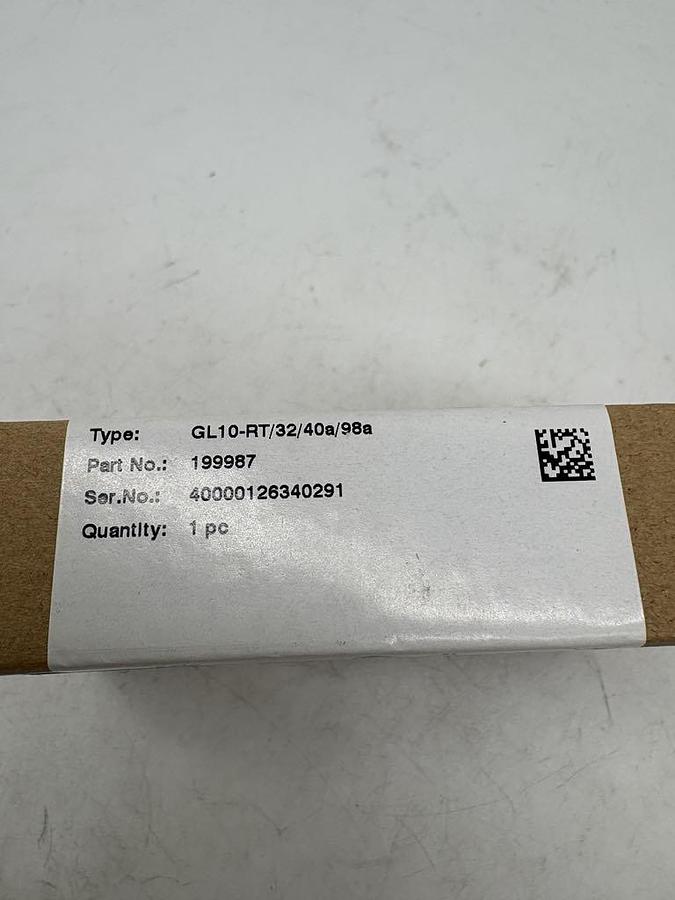 Type: GL10-RT/32/40a/98a
Part No.: 199987
Ser.No.: 40000126340291
Quantity: 1 pc